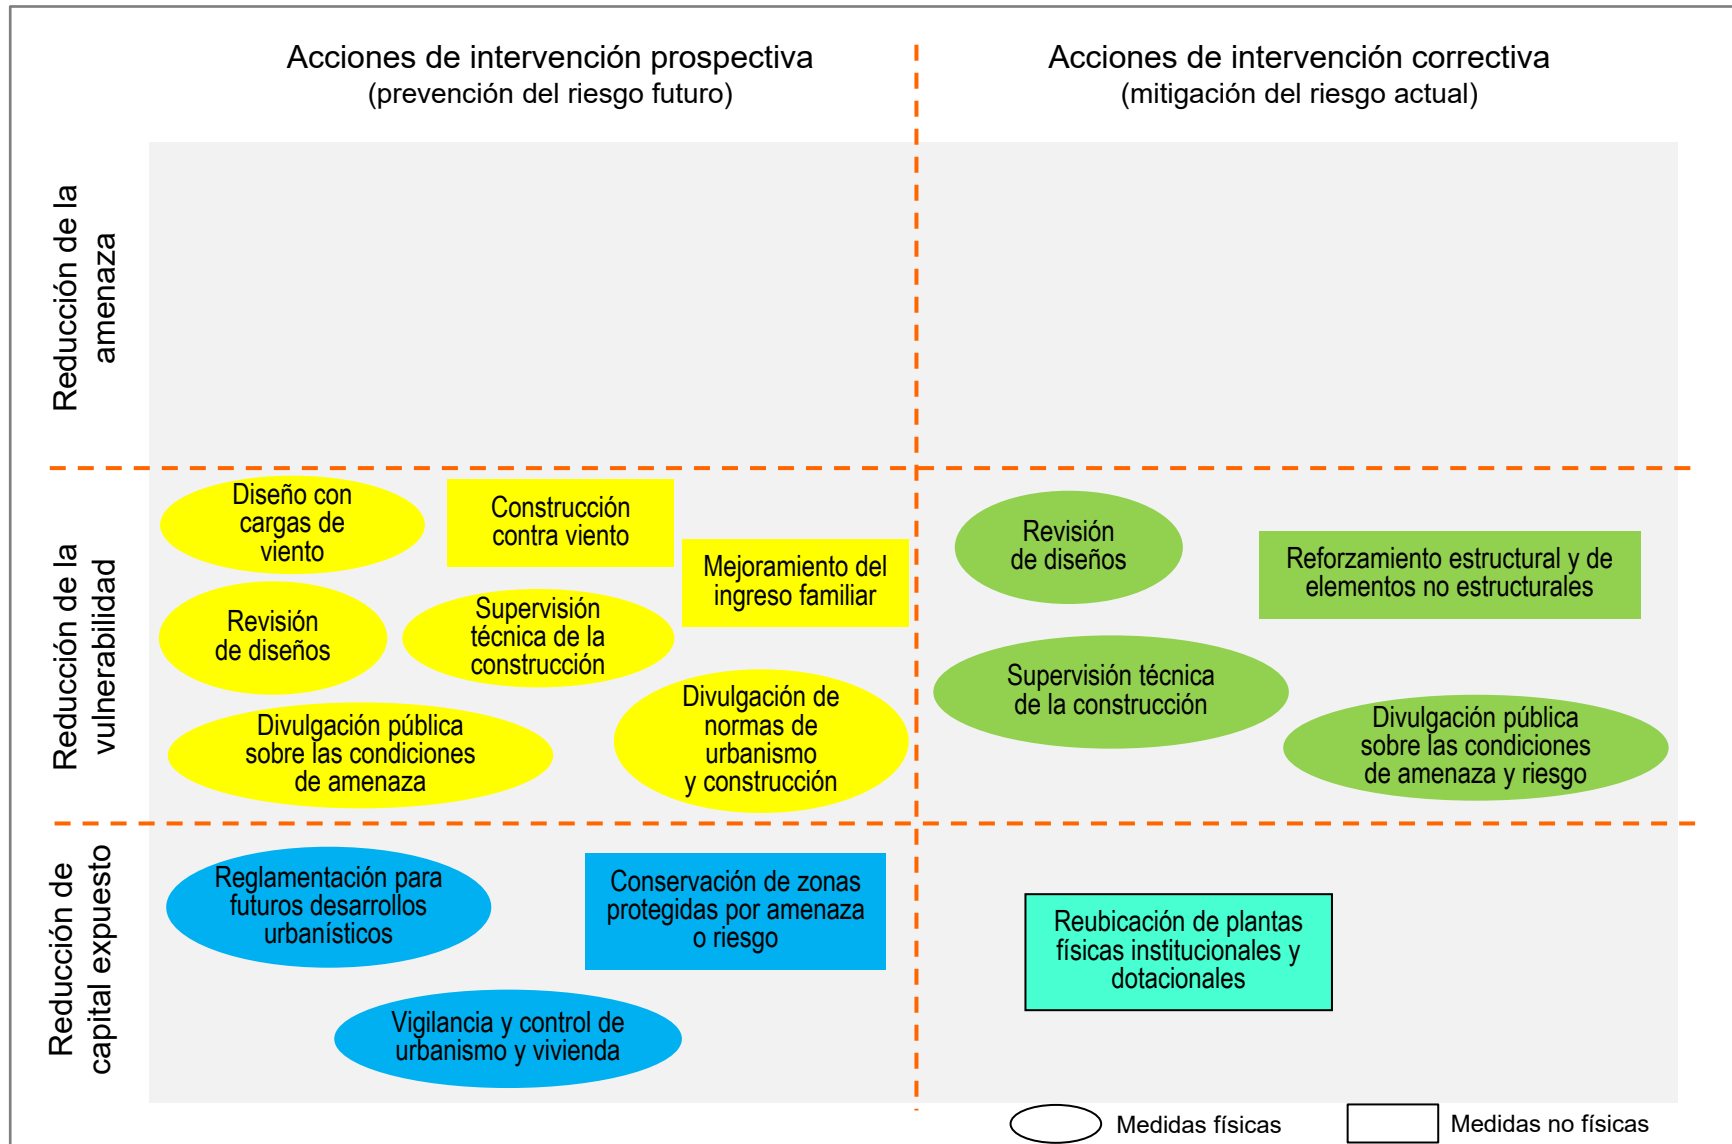 Acciones de intervención prospectiva
(prevención del riesgo futuro)
Acciones de intervención correctiva
(mitigación del riesgo actual)
Reducción de la
amenaza
Reducción de la
vulnerabilidad
Diseño con
cargas de
viento
Construcción
contra viento
Mejoramiento del
ingreso familiar
Revisión
de diseños
Supervisión
técnica de la
construcción
Divulgación pública
sobre las condiciones
de amenaza
Divulgación de
normas de
urbanismo
y construcción
Revisión
de diseños
Reforzamiento estructural y de
elementos no estructurales
Supervisión técnica
de la construcción
Divulgación pública
sobre las condiciones
de amenaza y riesgo
Reducción de
capital expuesto
Reglamentación para
futuros desarrollos
urbanísticos
Conservación de zonas
protegidas por amenaza
o riesgo
Vigilancia y control de
urbanismo y vivienda
Reubicación de plantas
físicas institucionales y
dotacionales
Medidas físicas
Medidas no físicas